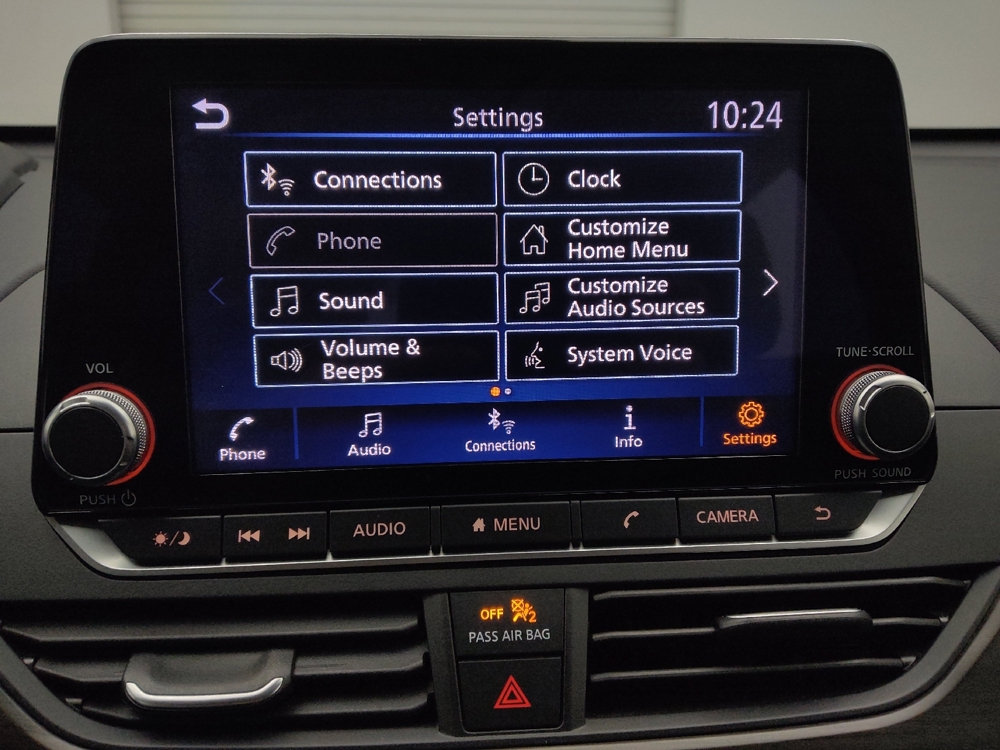 Settings
10:24
Connections
Clock
Phone
Customize
Home Menu
Sound
Customize
Audio Sources
Volume &
Beeps
System Voice
Phone
Audio
Connections
Info
Settings
VOL
TUNE·SCROLL
PUSH
PUSH SOUND
AUDIO
MENU
CAMERA
OFF 2
PASS AIR BAG